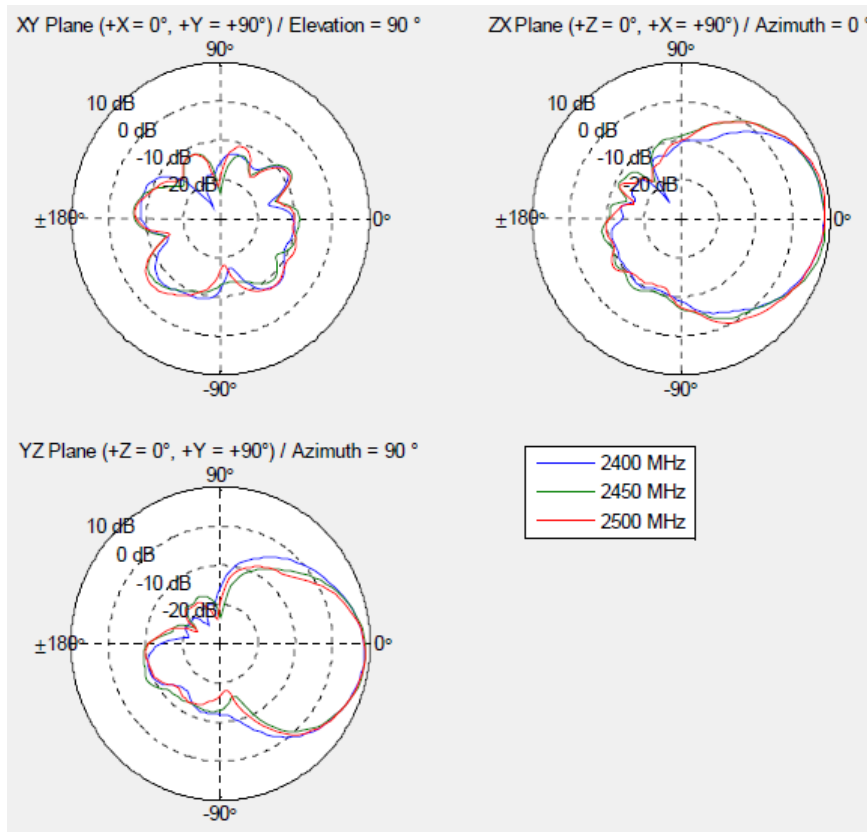 XY Plane (+X = 0°, +Y = +90°) / Elevation = 90 °
90°
10 dB
0 dB
-10 dB
-20 dB
±180°
0°
-90°
ZX Plane (+Z = 0°, +X = +90°) / Azimuth = 0 °
90°
10 dB
0 dB
-10 dB
-20 dB
±180°
0°
-90°
YZ Plane (+Z = 0°, +Y = +90°) / Azimuth = 90 °
90°
10 dB
0 dB
-10 dB
-20 dB
±180°
0°
-90°
2400 MHz
2450 MHz
2500 MHz